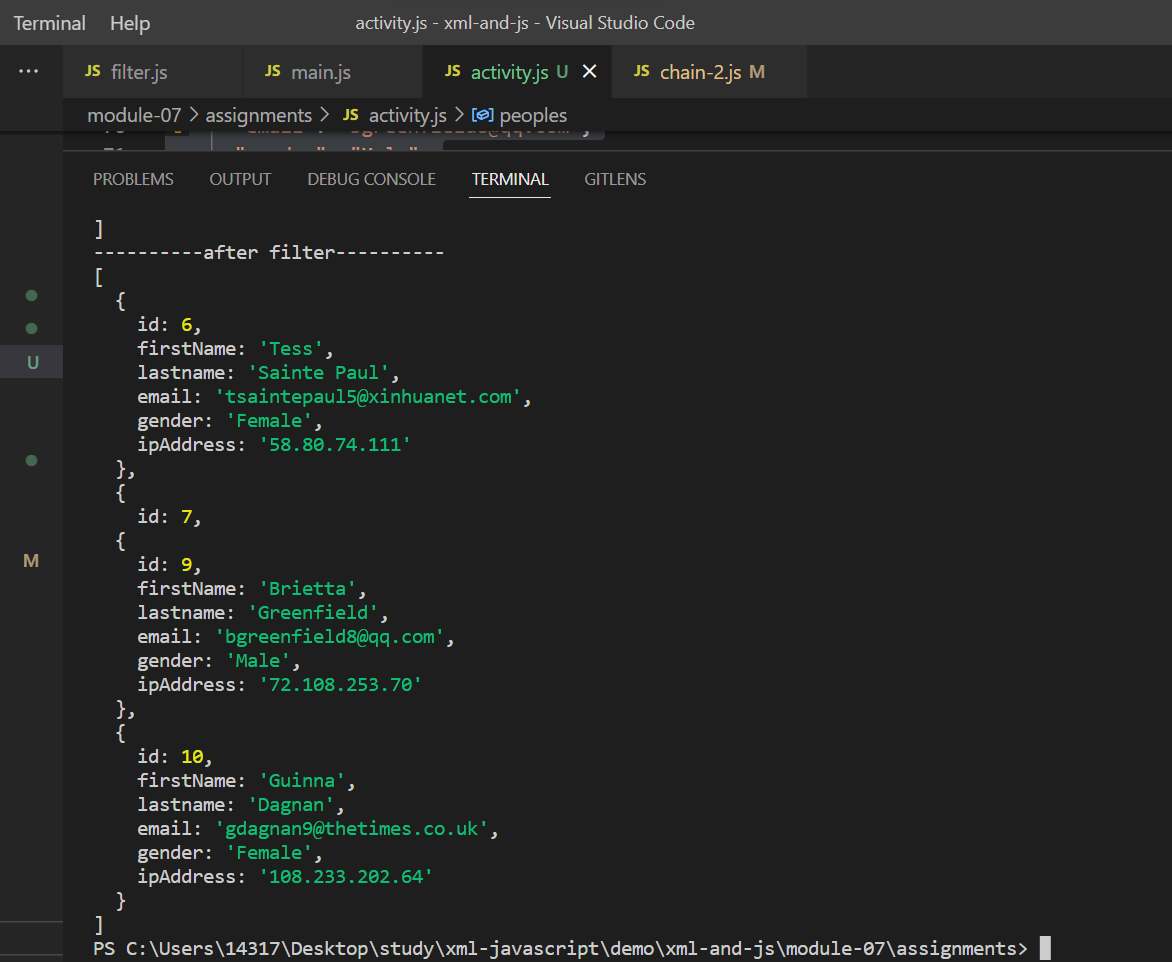 Terminal Help activity.js - xml-and-js - Visual Studio Code
... JS filter.js JS main.js JS activity.js U JS chain-2.js M
module-07 > assignments > JS activity.js > peoples
PROBLEMS OUTPUT DEBUG CONSOLE TERMINAL GITLENS
]
----------after filter----------
[
{
id: 6,
firstName: 'Tess',
lastname: 'Sainte Paul',
email: 'tsaintepaul5@xinhuanet.com',
U
gender: 'Female',
ipAddress: '58.80.74.111'
},
{
id: 7,
{
M
id: 9,
firstName: 'Brietta',
lastname: 'Greenfield',
email: 'bgreenfield8@qq.com',
gender: 'Male',
ipAddress: '72.108.253.70'
},
{
id: 10,
firstName: 'Guinna',
lastname: 'Dagnan',
email: 'gdagnan9@thetimes.co.uk',
gender: 'Female',
ipAddress: '108.233.202.64'
}
]
PS C:\Users\14317\Desktop\study\xml-javascript\demo\xml-and-js\module-07\assignments>